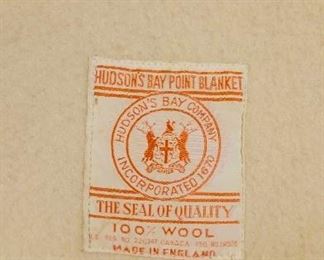 HUDSON'S BAY POINT BLANKET
HUDSON'S BAY COMPANY
INCORPORATED 1670
THE SEAL OF QUALITY
100% WOOL
MADE IN ENGLAND